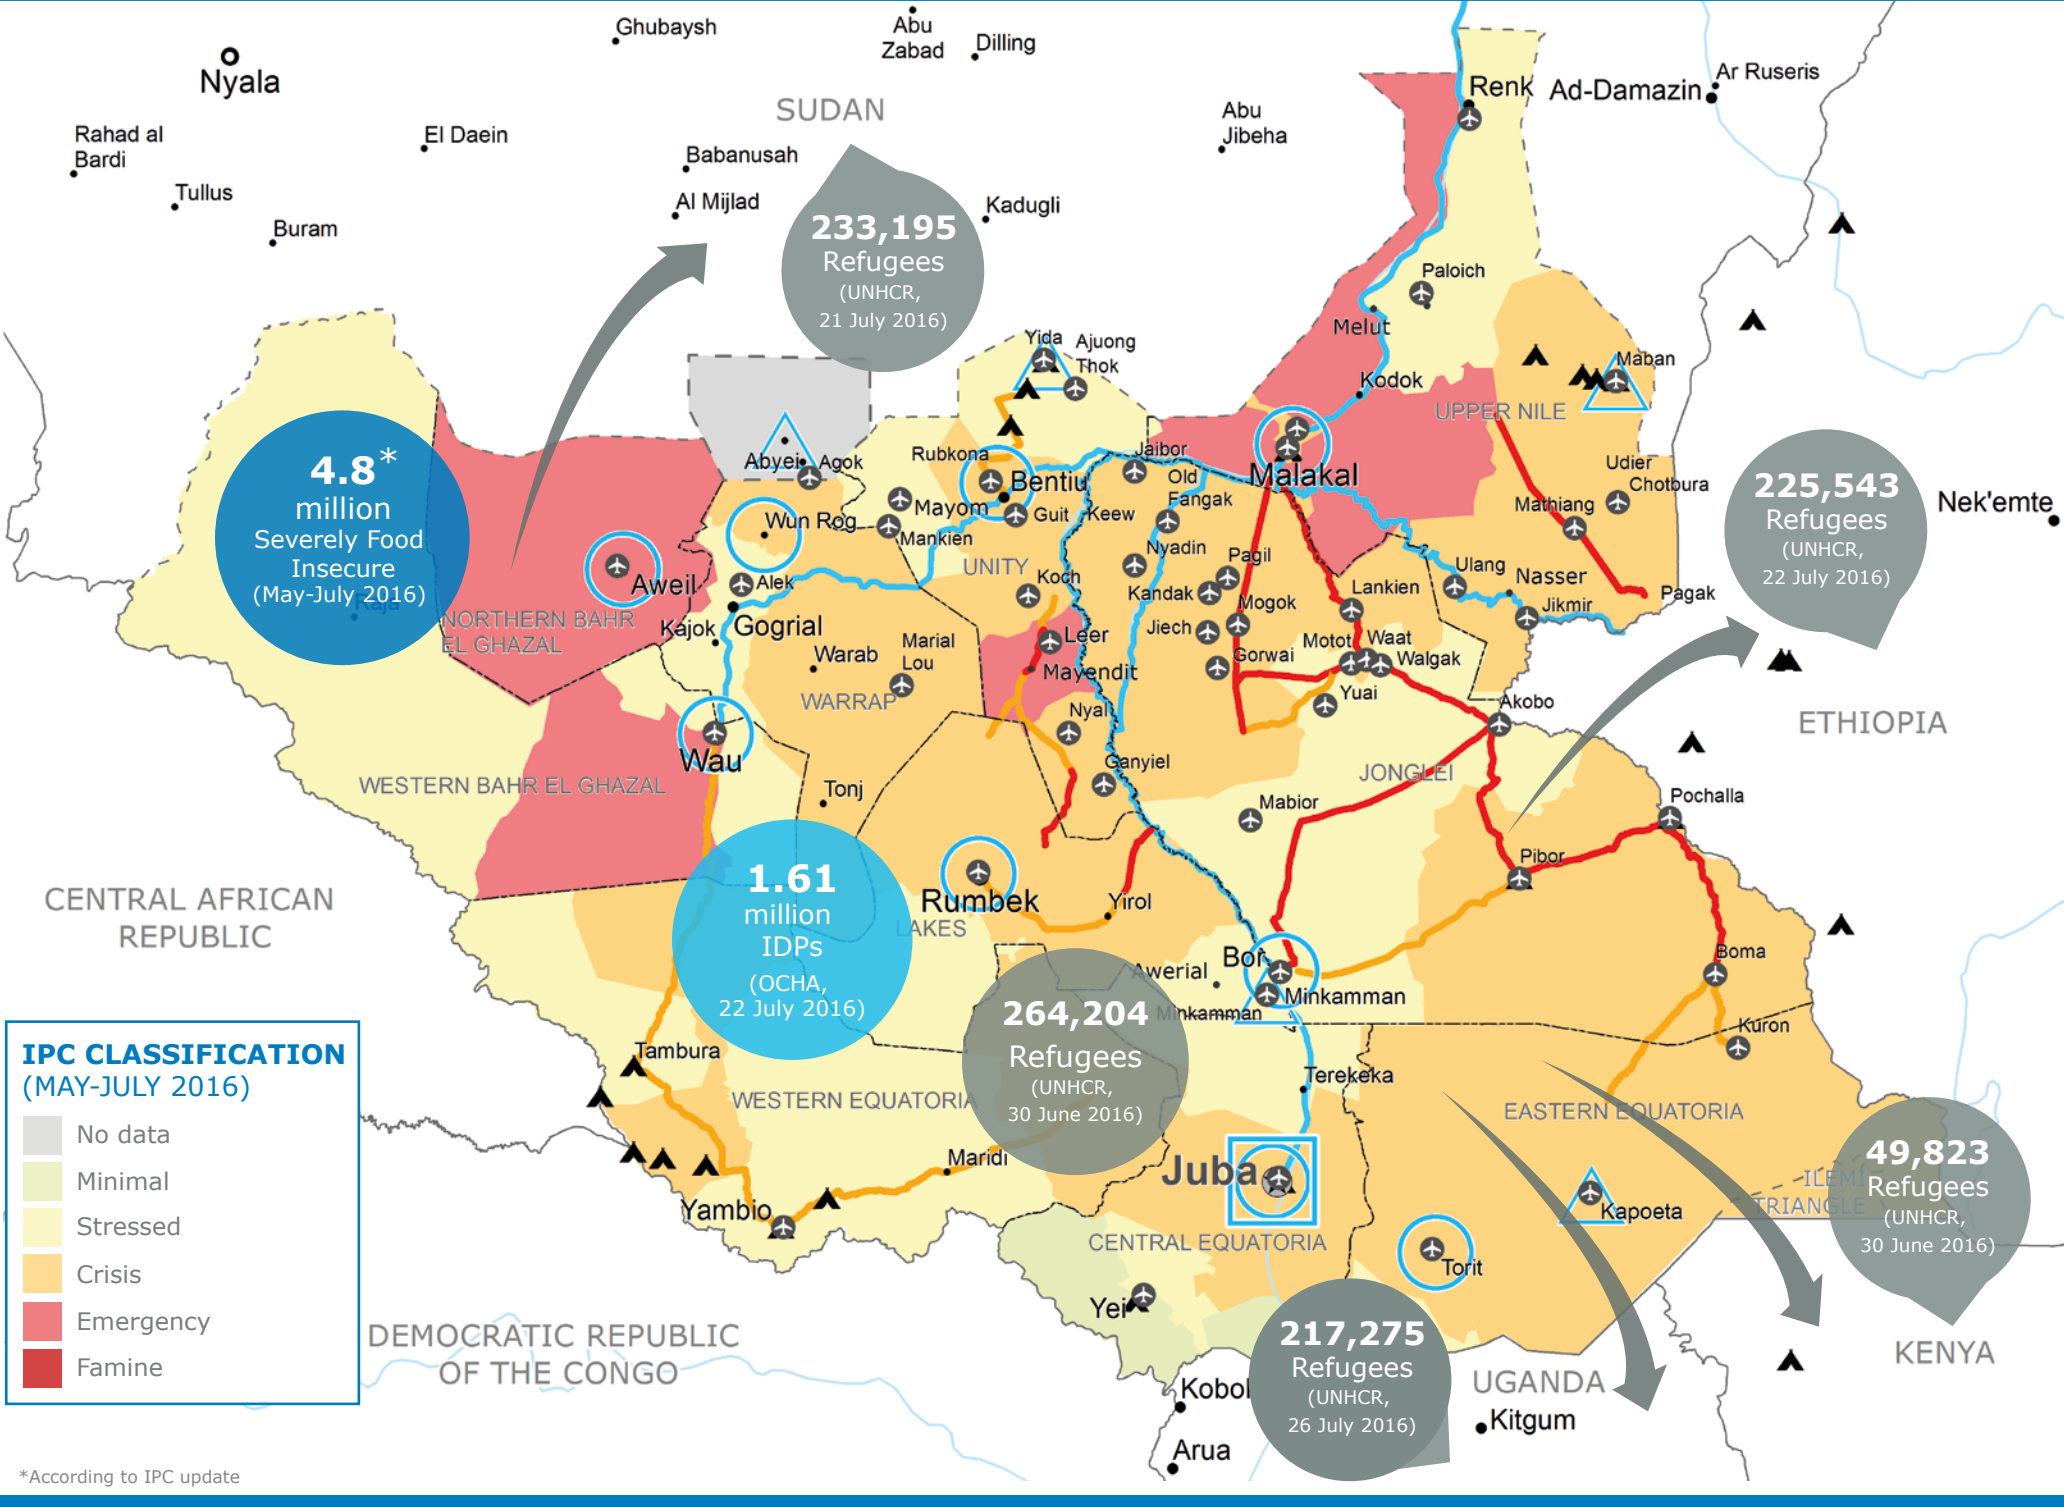 Ghubaysh
Abu
Zabad
Dilling
Nyala
Renk
Ad-Damazin
Ar Ruseris
SUDAN
Abu
Jibeha
Rahad al
Bardi
El Daein
Babanusah
Tullus
Al Mijlad
Kadugli
Buram
233,195
Refugees
(UNHCR,
21 July 2016)
Paloich
Melut
Yida
Ajuong
Thok
Maban
Kodok
UPPER NILE
4.8*
million
Severely Food
Insecure
(May-July 2016)
Raja
Abyei
Agok
Rubkona
Bentiu
Jaibor
Malakal
Old
Fangak
Udier
Chotbura
225,543
Refugees
(UNHCR,
22 July 2016)
Nek'emte
Wun Rog
Mayom
Guit
Keew
Mathiang
Mankien
Aweil
Alek
UNITY
Koch
Nyadin
Pagil
Ulang
Nasser
Kandak
Mogok
Lankien
Jikmir
Pagak
NORTHERN BAHR
EL GHAZAL
Kajok
Gogrial
Marial
Lou
Leer
Jiech
Motot
Waat
Warab
Mayendit
Gorwai
Walgak
WARRAP
Nyal
Yuai
Akobo
ETHIOPIA
Wau
Ganyiel
JONGLEI
WESTERN BAHR EL GHAZAL
Tonj
Mabior
Pochalla
Pibor
1.61
million
IDPs
(OCHA,
22 July 2016)
Rumbek
Yirol
LAKES
CENTRAL AFRICAN
REPUBLIC
Bor
Boma
Awerial
Minkamman
Minkamman
264,204
Refugees
(UNHCR,
30 June 2016)
Kuron
IPC CLASSIFICATION
(MAY-JULY 2016)
No data
Minimal
Stressed
Crisis
Emergency
Famine
Tambura
Terekeka
WESTERN EQUATORIA
EASTERN EQUATORIA
Maridi
Juba
49,823
Refugees
(UNHCR,
30 June 2016)
ILEMI
TRIANGLE
Yambio
Kapoeta
CENTRAL EQUATORIA
Torit
Yei
DEMOCRATIC REPUBLIC
OF THE CONGO
217,275
Refugees
(UNHCR,
26 July 2016)
KENYA
UGANDA
Kobol
Kitgum
Arua
*According to IPC update